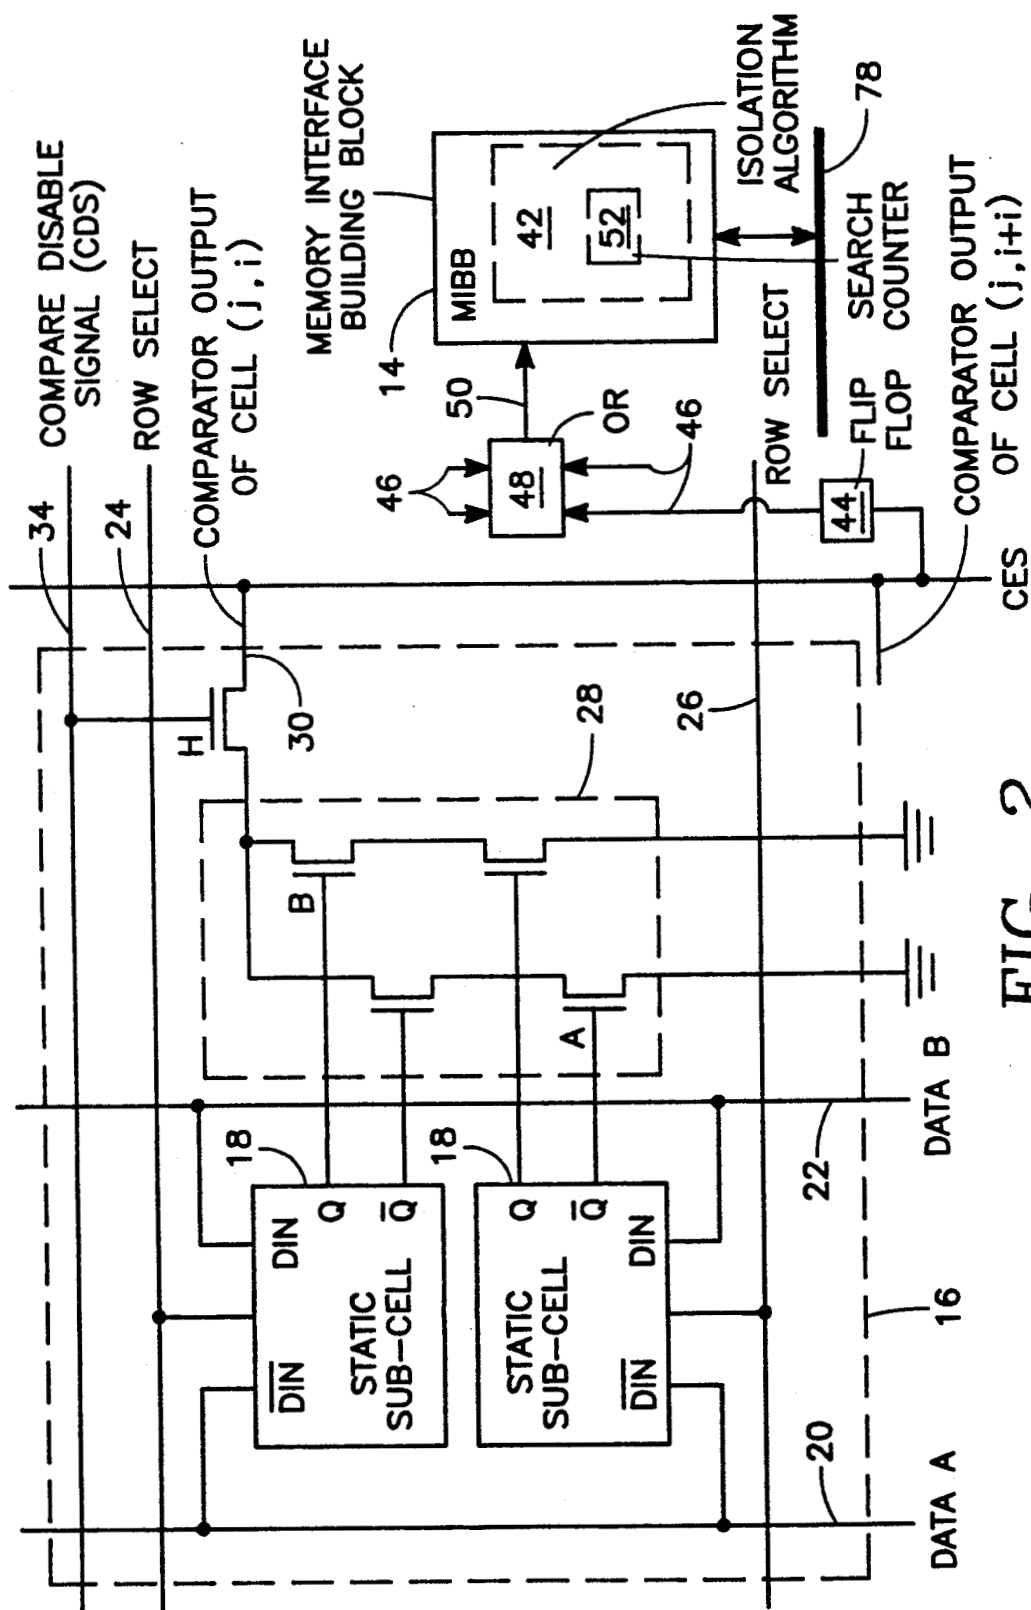 34
COMPARE DISABLE
SIGNAL (CDS)
24
ROW SELECT
COMPARATOR OUTPUT
OF CELL (j,i)
H
30
MEMORY INTERFACE
BUILDING BLOCK
14
MIBB
42
52
ISOLATION
ALGORITHM
78
SEARCH
COUNTER
50
46
48
OR
46
ROW SELECT
44
FLIP
FLOP
COMPARATOR OUTPUT
OF CELL (j,i+i)
CES
28
26
B
A
18
DIN
DIN
Q
Q
STATIC
SUB-CELL
18
Q
Q
STATIC
SUB-CELL
DIN
DIN
20
DATA A
22
DATA B
16
FIG. 2